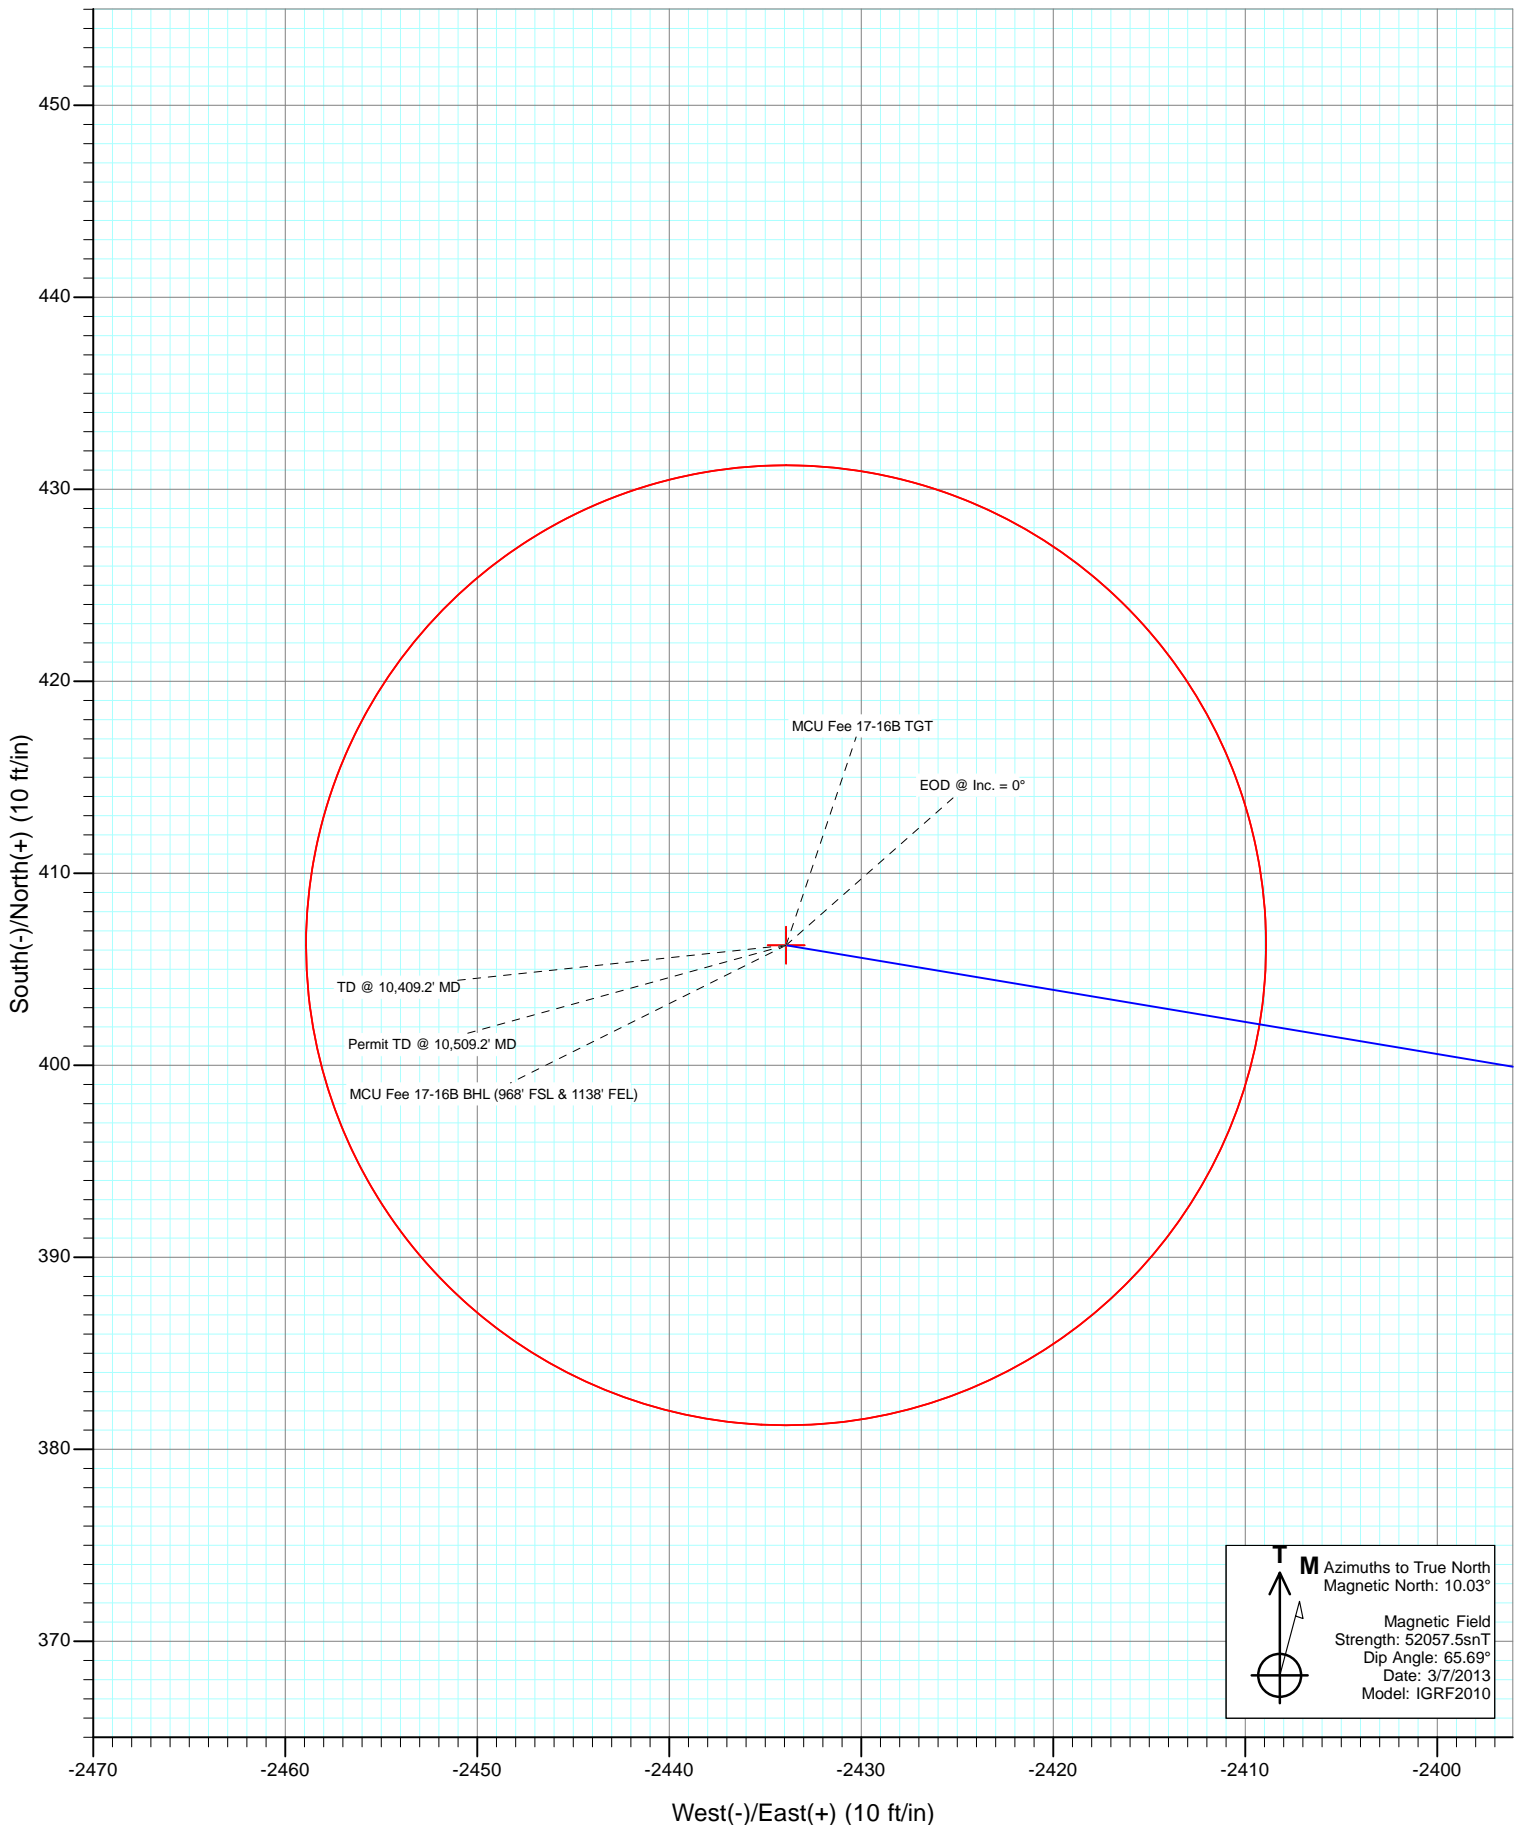 450
440
430
420
410
400
390
380
370
South(-)/North(+) (10 ft/in)
MCU Fee 17-16B TGT
EOD @ Inc. = 0°
TD @ 10,409.2' MD
Permit TD @ 10,509.2' MD
MCU Fee 17-16B BHL (968' FSL & 1138' FEL)
T
M
Azimuths to True North
Magnetic North: 10.03°
Magnetic Field
Strength: 52057.5snT
Dip Angle: 65.69°
Date: 3/7/2013
Model: IGRF2010
-2470 -2460 -2450 -2440 -2430 -2420 -2410 -2400
West(-)/East(+) (10 ft/in)